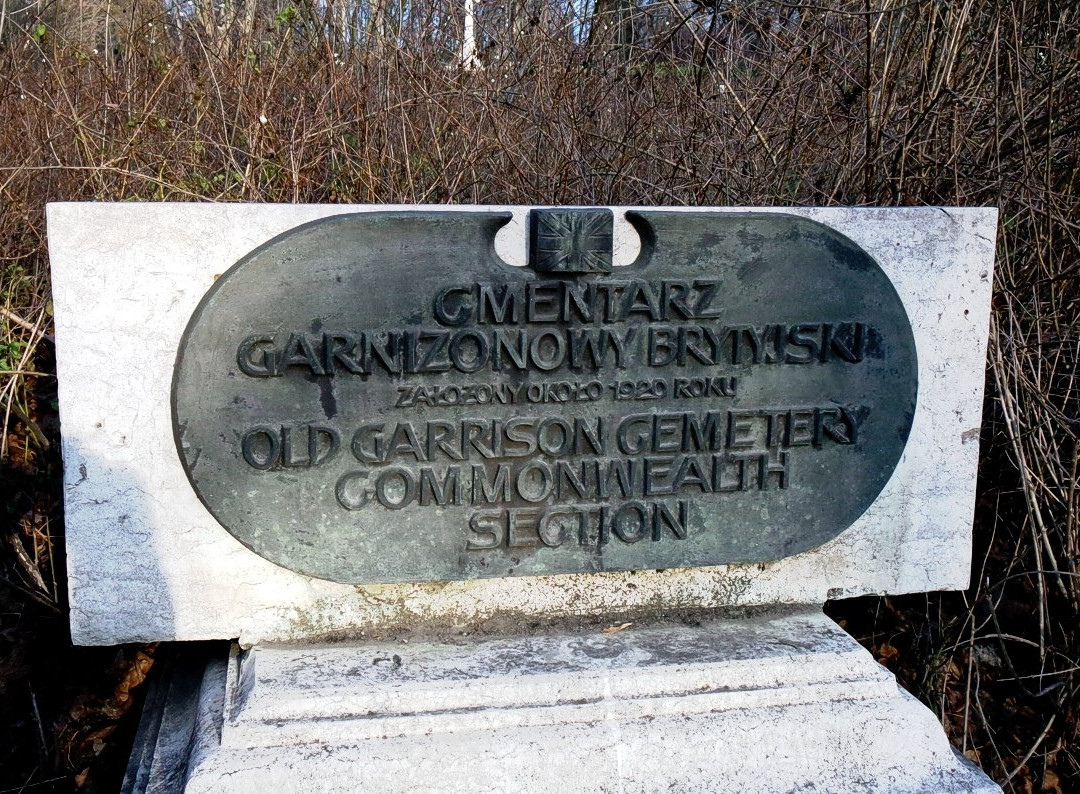 CMENTARZ
GARNIZONOWY BRYTYJSKI
ZAŁOŻONY OKOŁO 1920 ROKU
OLD GARRISON CEMETERY
COMMONWEALTH
SECTION